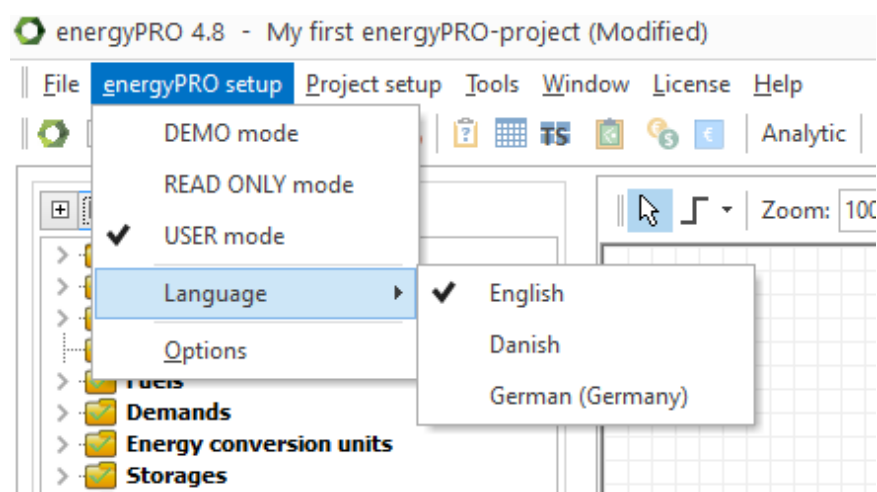 energyPRO 4.8 - My first energyPRO-project (Modified)
File energyPRO setup Project setup Tools Window License Help
DEMO mode
TS
€
Analytic
READ ONLY mode
USER mode
Zoom: 100
Language
English
Danish
German (Germany)
Options
Fuels
Demands
Energy conversion units
Storages